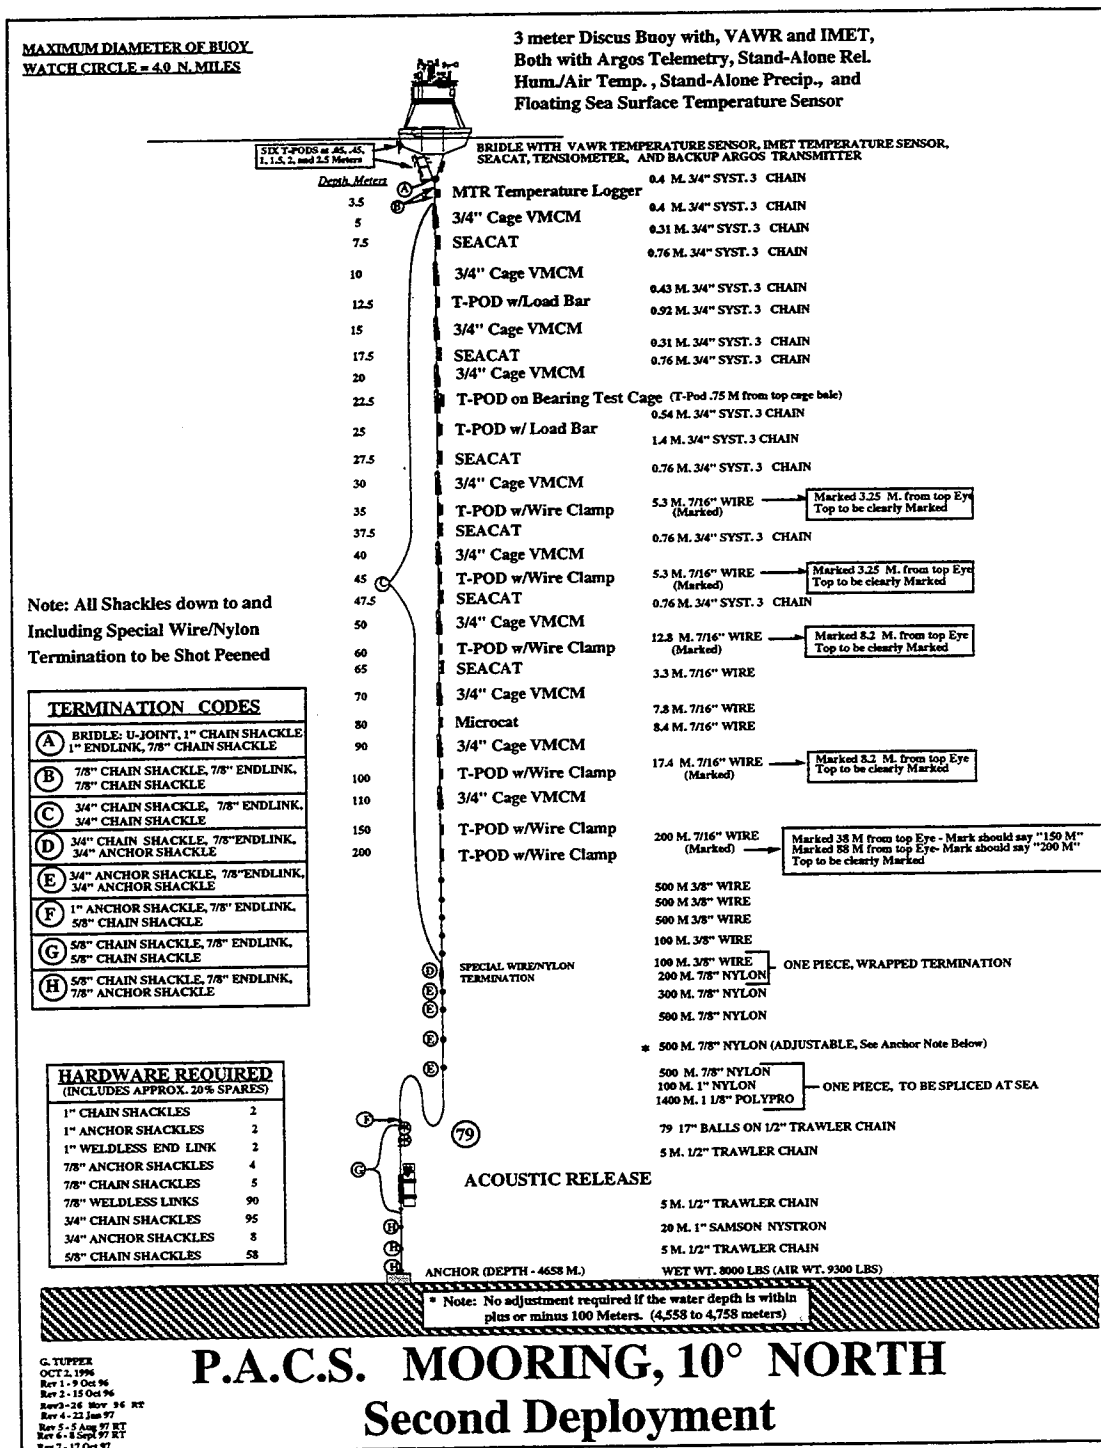 MAXIMUM DIAMETER OF BUOY
WATCH CIRCLE = 4.0 N. MILES
3 meter Discus Buoy with, VAWR and IMET,
Both with Argos Telemetry, Stand-Alone Rel.
Hum./Air Temp. , Stand-Alone Precip., and
Floating Sea Surface Temperature Sensor
SIX T-PODS at .25, .45,
1, 1.5, 2, and 2.5 Meters
BRIDLE WITH VAWR TEMPERATURE SENSOR, IMET TEMPERATURE SENSOR,
SEACAT, TENSIOMETER, AND BACKUP ARGOS TRANSMITTER
Depth, Meters
A
0.4 M. 3/4" SYST. 3 CHAIN
3.5 B MTR Temperature Logger
0.4 M. 3/4" SYST. 3 CHAIN
5 3/4" Cage VMCM
0.31 M. 3/4" SYST. 3 CHAIN
7.5 SEACAT
0.76 M. 3/4" SYST. 3 CHAIN
10 3/4" Cage VMCM
0.43 M. 3/4" SYST. 3 CHAIN
12.5 T-POD w/Load Bar
0.92 M. 3/4" SYST. 3 CHAIN
15 3/4" Cage VMCM
0.31 M. 3/4" SYST. 3 CHAIN
17.5 SEACAT
0.76 M. 3/4" SYST. 3 CHAIN
20 3/4" Cage VMCM
22.5 T-POD on Bearing Test Cage (T-Pod .75 M from top cage bale)
0.54 M. 3/4" SYST. 3 CHAIN
25 T-POD w/ Load Bar
1.4 M. 3/4" SYST. 3 CHAIN
27.5 SEACAT
0.76 M. 3/4" SYST. 3 CHAIN
30 3/4" Cage VMCM
35 T-POD w/Wire Clamp
5.3 M. 7/16" WIRE
(Marked)
Marked 3.25 M. from top Eye
Top to be clearly Marked
37.5 SEACAT
0.76 M. 3/4" SYST. 3 CHAIN
40 3/4" Cage VMCM
45 C T-POD w/Wire Clamp
5.3 M. 7/16" WIRE
(Marked)
Marked 3.25 M. from top Eye
Top to be clearly Marked
47.5 SEACAT
0.76 M. 3/4" SYST. 3 CHAIN
50 3/4" Cage VMCM
60 T-POD w/Wire Clamp
12.8 M. 7/16" WIRE
(Marked)
Marked 8.2 M. from top Eye
Top to be clearly Marked
65 SEACAT
3.3 M. 7/16" WIRE
70 3/4" Cage VMCM
7.8 M. 7/16" WIRE
80 Microcat
8.4 M. 7/16" WIRE
90 3/4" Cage VMCM
100 T-POD w/Wire Clamp
17.4 M. 7/16" WIRE
(Marked)
Marked 8.2 M. from top Eye
Top to be clearly Marked
110 3/4" Cage VMCM
150 T-POD w/Wire Clamp
200 M. 7/16" WIRE
(Marked)
Marked 38 M from top Eye - Mark should say "150 M"
Marked 88 M from top Eye- Mark should say "200 M"
Top to be clearly Marked
200 T-POD w/Wire Clamp
500 M 3/8" WIRE
500 M 3/8" WIRE
500 M 3/8" WIRE
100 M. 3/8" WIRE
D SPECIAL WIRE/NYLON
TERMINATION
100 M. 3/8" WIRE
200 M. 7/8" NYLON
ONE PIECE, WRAPPED TERMINATION
E
300 M. 7/8" NYLON
E
500 M. 7/8" NYLON
E
* 500 M. 7/8" NYLON (ADJUSTABLE, See Anchor Note Below)
E
500 M. 7/8" NYLON
100 M. 1" NYLON
1400 M. 1 1/8" POLYPRO
ONE PIECE, TO BE SPLICED AT SEA
F
79
79 17" BALLS ON 1/2" TRAWLER CHAIN
5 M. 1/2" TRAWLER CHAIN
G
ACOUSTIC RELEASE
5 M. 1/2" TRAWLER CHAIN
H
20 M. 1" SAMSON NYSTRON
H
5 M. 1/2" TRAWLER CHAIN
H
ANCHOR (DEPTH - 4658 M.)
WET WT. 8000 LBS (AIR WT. 9300 LBS)
Note: All Shackles down to and
Including Special Wire/Nylon
Termination to be Shot Peened
TERMINATION CODES
A BRIDLE: U-JOINT, 1" CHAIN SHACKLE
1" ENDLINK, 7/8" CHAIN SHACKLE
B 7/8" CHAIN SHACKLE, 7/8" ENDLINK,
7/8" CHAIN SHACKLE
C 3/4" CHAIN SHACKLE, 7/8" ENDLINK,
3/4" CHAIN SHACKLE
D 3/4" CHAIN SHACKLE, 7/8"ENDLINK,
3/4" ANCHOR SHACKLE
E 3/4" ANCHOR SHACKLE, 7/8"ENDLINK,
3/4" ANCHOR SHACKLE
F 1" ANCHOR SHACKLE, 7/8" ENDLINK,
5/8" CHAIN SHACKLE
G 5/8" CHAIN SHACKLE, 7/8" ENDLINK,
5/8" CHAIN SHACKLE
H 5/8" CHAIN SHACKLE, 7/8" ENDLINK,
7/8" ANCHOR SHACKLE
HARDWARE REQUIRED
(INCLUDES APPROX. 20% SPARES)
1" CHAIN SHACKLES 2
1" ANCHOR SHACKLES 2
1" WELDLESS END LINK 2
7/8" ANCHOR SHACKLES 4
7/8" CHAIN SHACKLES 5
7/8" WELDLESS LINKS 90
3/4" CHAIN SHACKLES 95
3/4" ANCHOR SHACKLES 8
5/8" CHAIN SHACKLES 58
* Note: No adjustment required if the water depth is within
plus or minus 100 Meters. (4,558 to 4,758 meters)
P.A.C.S. MOORING, 10° NORTH
Second Deployment
G. TUPPER
OCT 2, 1996
Rev 1 - 9 Oct 96
Rev 2 - 15 Oct 96
Rev3-26 Nov 96 RT
Rev 4 - 22 Jan 97
Rev 5 - 5 Aug 97 RT
Rev 6 - 8 Sept 97 RT
Rev 7 - 17 Oct 97